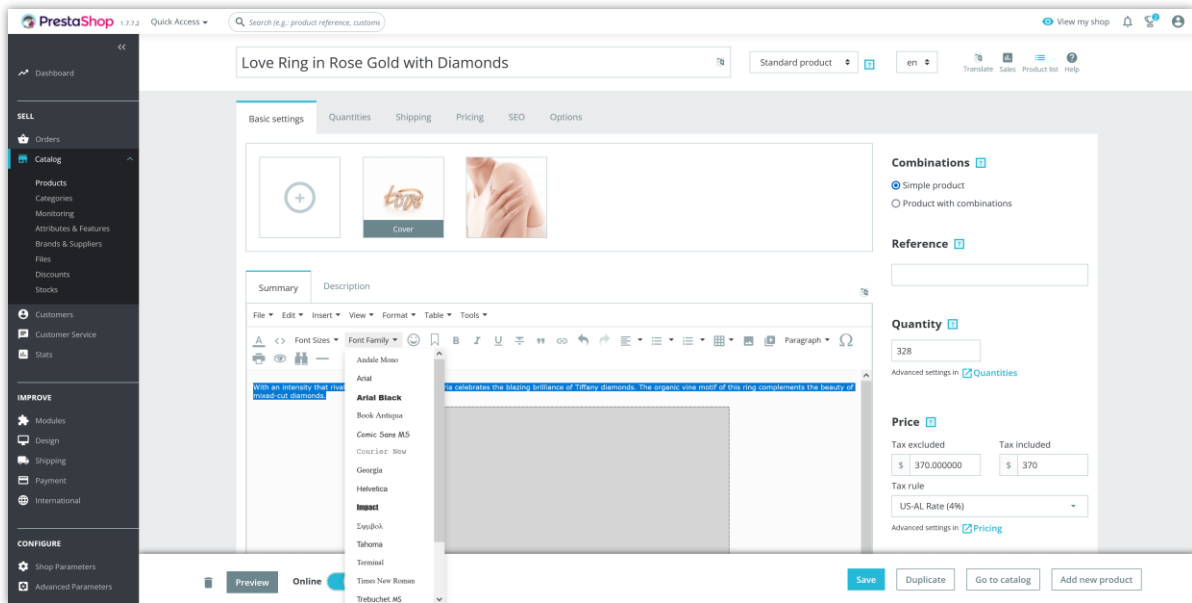 PrestaShop 1.7.7.2 Quick Access Search (e.g.: product reference, custome View my shop 2
Love Ring in Rose Gold with Diamonds Standard product ? en Translate Sales Product list Help
Dashboard
SELL
Orders
Catalog
Products
Categories
Monitoring
Attributes & Features
Brands & Suppliers
Files
Discounts
Stocks
Customers
Customer Service
Stats
IMPROVE
Modules
Design
Shipping
Payment
International
CONFIGURE
Shop Parameters
Advanced Parameters
Basic settings Quantities Shipping Pricing SEO Options
Love
Cover
Summary Description
File Edit Insert View Format Table Tools
A <> Font Sizes Font Family B I U Paragraph Ω
With an intensity that rival ia celebrates the blazing brilliance of Tiffany diamonds. The organic vine motif of this ring complements the beauty of
mixed-cut diamonds.
Andale Mono
Arial
Arial Black
Book Antiqua
Comic Sans MS
Courier New
Georgia
Helvetica
Impact
Σψμβολ
Tahoma
Terminal
Times New Roman
Trebuchet MS
Combinations ?
Simple product
Product with combinations
Reference ?
Quantity ?
328
Advanced settings in Quantities
Price ?
Tax excluded Tax included
$ 370.000000 $ 370
Tax rule
US-AL Rate (4%)
Advanced settings in Pricing
Preview Online Save Duplicate Go to catalog Add new product